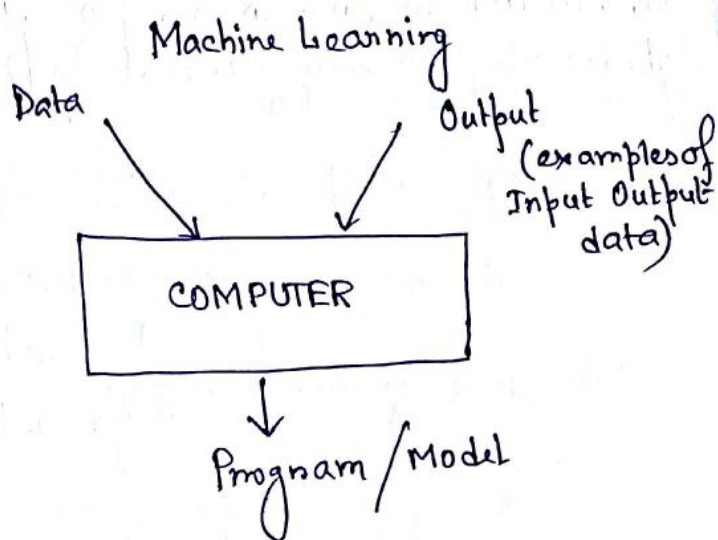 Machine Learning
Data
Output
(examples of
Input Output
data)
COMPUTER
Program / Model